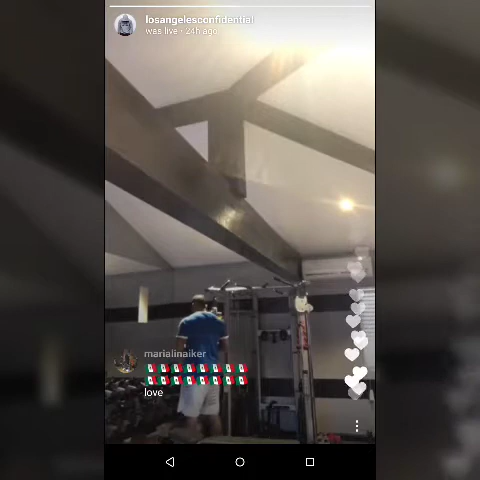 losangelesconfidential
was live • 24h ago
marialinaiker
🇲🇽🇲🇽🇲🇽🇲🇽🇲🇽🇲🇽🇲🇽🇲🇽
🇲🇽🇲🇽🇲🇽🇲🇽🇲🇽🇲🇽🇲🇽🇲🇽
love